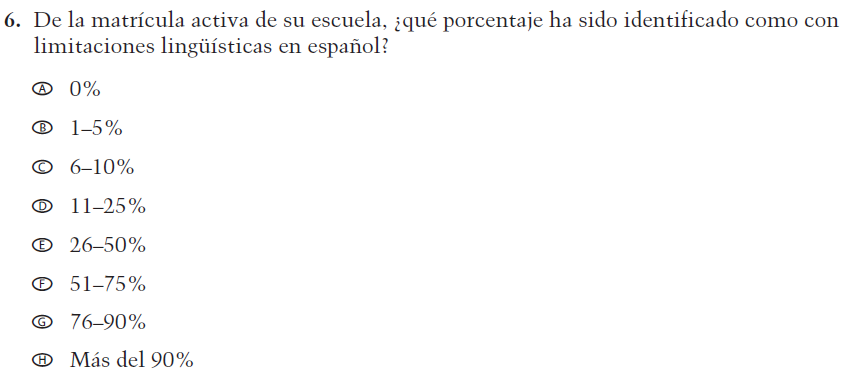 6. De la matrícula activa de su escuela, ¿qué porcentaje ha sido identificado como con
limitaciones lingüísticas en español?
Ⓐ 0%
Ⓑ 1–5%
Ⓒ 6–10%
Ⓓ 11–25%
Ⓔ 26–50%
Ⓕ 51–75%
Ⓖ 76–90%
Ⓗ Más del 90%